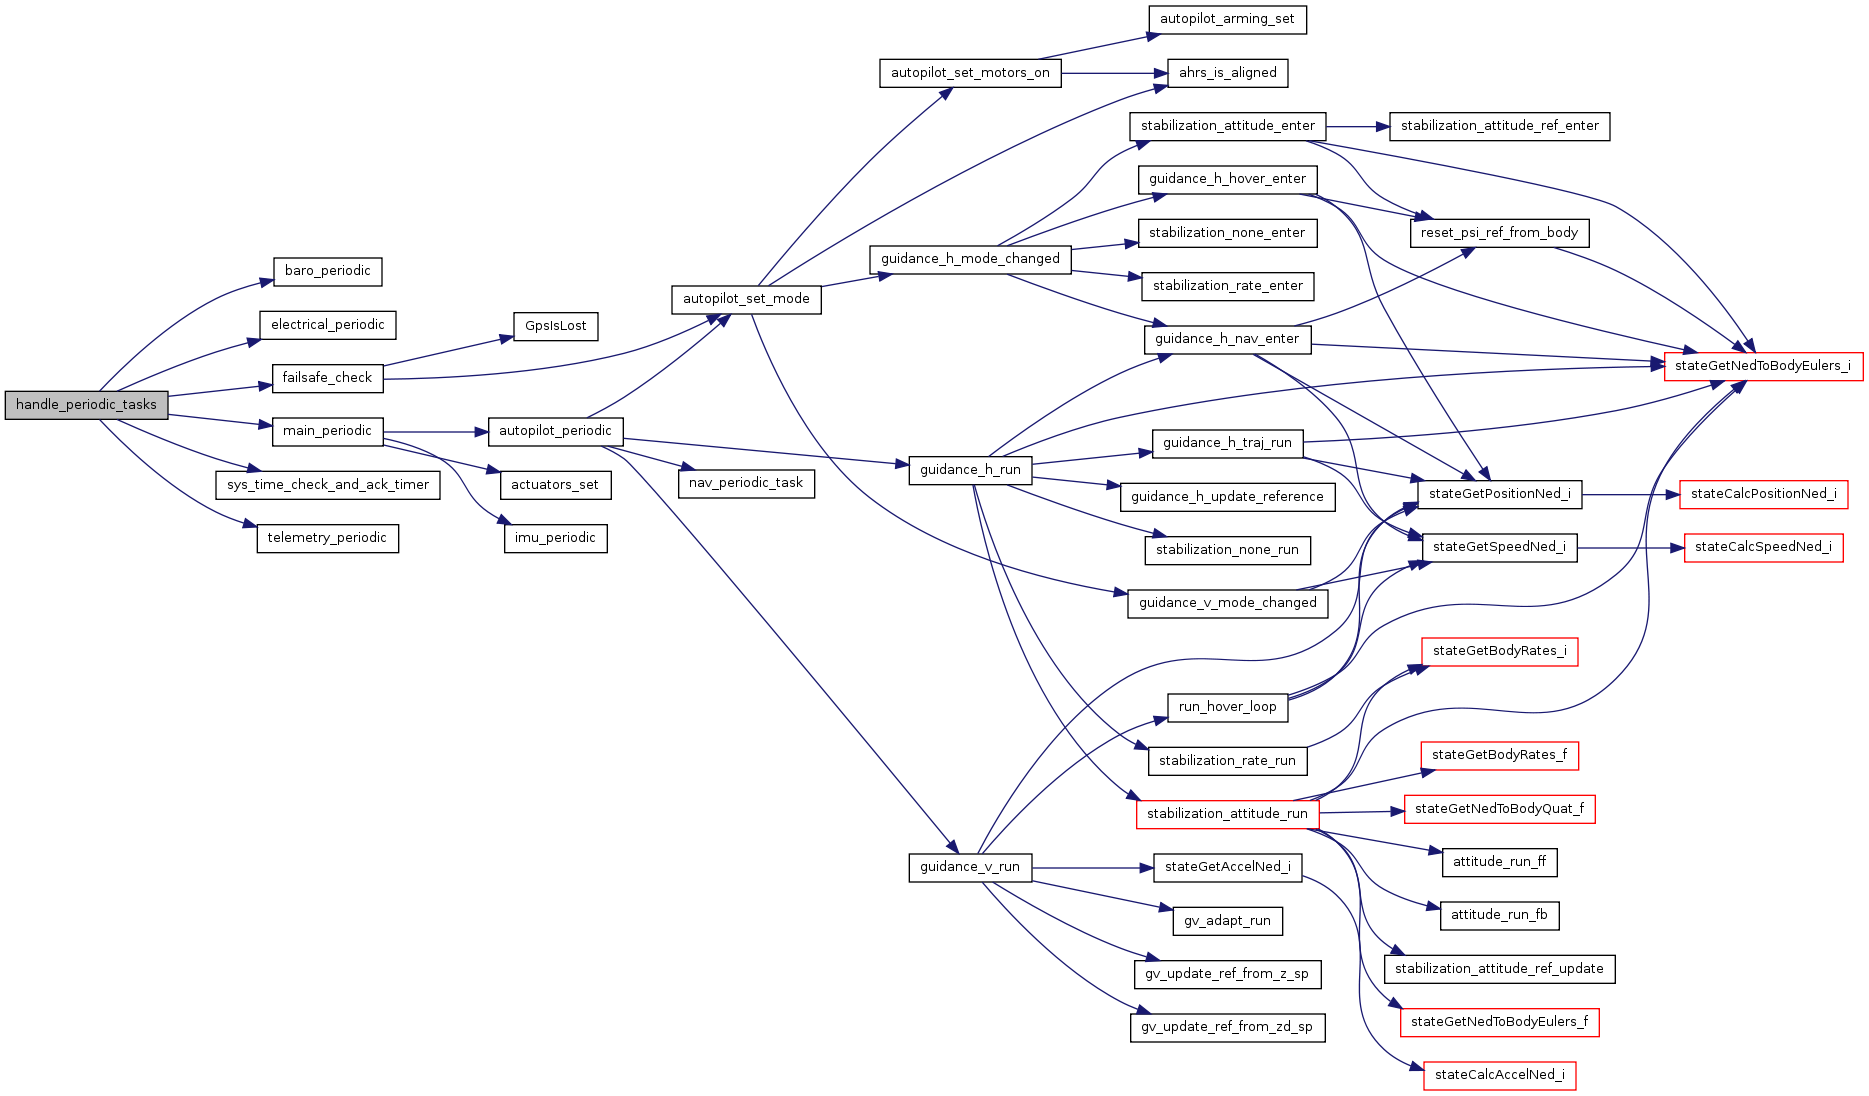 handle_periodic_tasks
baro_periodic
electrical_periodic
failsafe_check
main_periodic
sys_time_check_and_ack_timer
telemetry_periodic
GpsIsLost
autopilot_periodic
actuators_set
imu_periodic
autopilot_set_mode
nav_periodic_task
autopilot_set_motors_on
guidance_h_mode_changed
guidance_h_run
guidance_v_run
autopilot_arming_set
ahrs_is_aligned
stabilization_attitude_enter
guidance_h_hover_enter
stabilization_none_enter
stabilization_rate_enter
guidance_h_nav_enter
guidance_h_traj_run
guidance_h_update_reference
stabilization_none_run
guidance_v_mode_changed
run_hover_loop
stabilization_rate_run
stabilization_attitude_run
stateGetAccelNed_i
gv_adapt_run
gv_update_ref_from_z_sp
gv_update_ref_from_zd_sp
stabilization_attitude_ref_enter
reset_psi_ref_from_body
stateGetPositionNed_i
stateGetSpeedNed_i
stateGetBodyRates_i
stateGetBodyRates_f
stateGetNedToBodyQuat_f
attitude_run_ff
attitude_run_fb
stabilization_attitude_ref_update
stateGetNedToBodyEulers_f
stateCalcAccelNed_i
stateGetNedToBodyEulers_i
stateCalcPositionNed_i
stateCalcSpeedNed_i